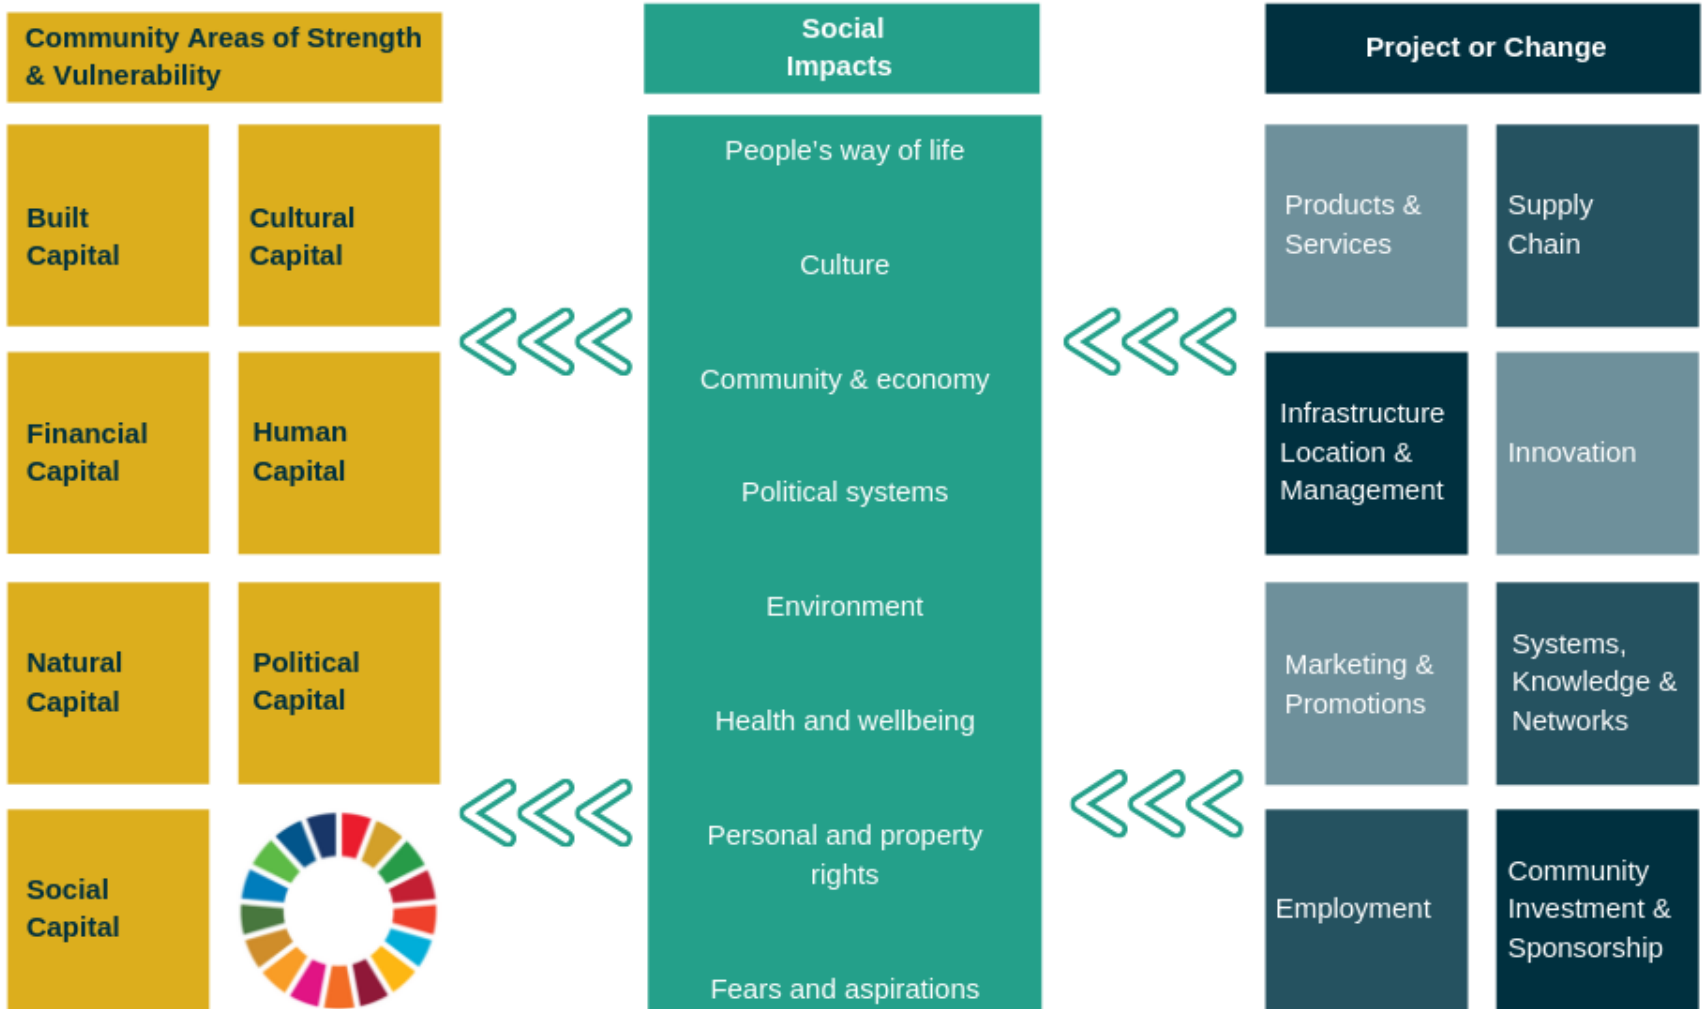 Community Areas of Strength
& Vulnerability
Built
Capital
Cultural
Capital
Financial
Capital
Human
Capital
Natural
Capital
Political
Capital
Social
Capital
Social
Impacts
People's way of life
Culture
Community & economy
Political systems
Environment
Health and wellbeing
Personal and property
rights
Fears and aspirations
Project or Change
Products &
Services
Supply
Chain
Infrastructure
Location &
Management
Innovation
Marketing &
Promotions
Systems,
Knowledge &
Networks
Employment
Community
Investment &
Sponsorship